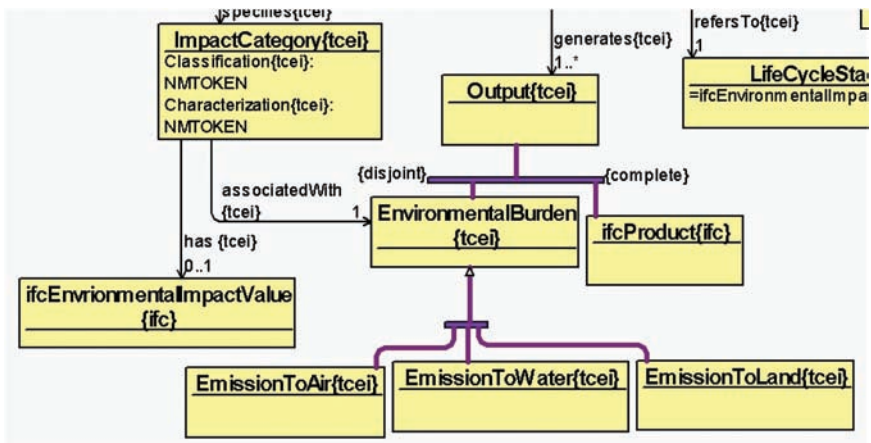 specifies{tcei}
ImpactCategory{tcei}
Classification{tcei}:
NMTOKEN
Characterization{tcei}:
NMTOKEN
generates{tcei}
1..*
Output{tcei}
refersTo{tcei}
1
LifeCycleSta
=ifcEnvironmentalImpa
{disjoint}
{complete}
associatedWith
{tcei}
1
EnvironmentalBurden
{tcei}
ifcProduct{ifc}
has {tcei}
0..1
ifcEnvrionmentalImpactValue
{ifc}
EmissionToAir{tcei}
EmissionToWater{tcei}
EmissionToLand{tcei}